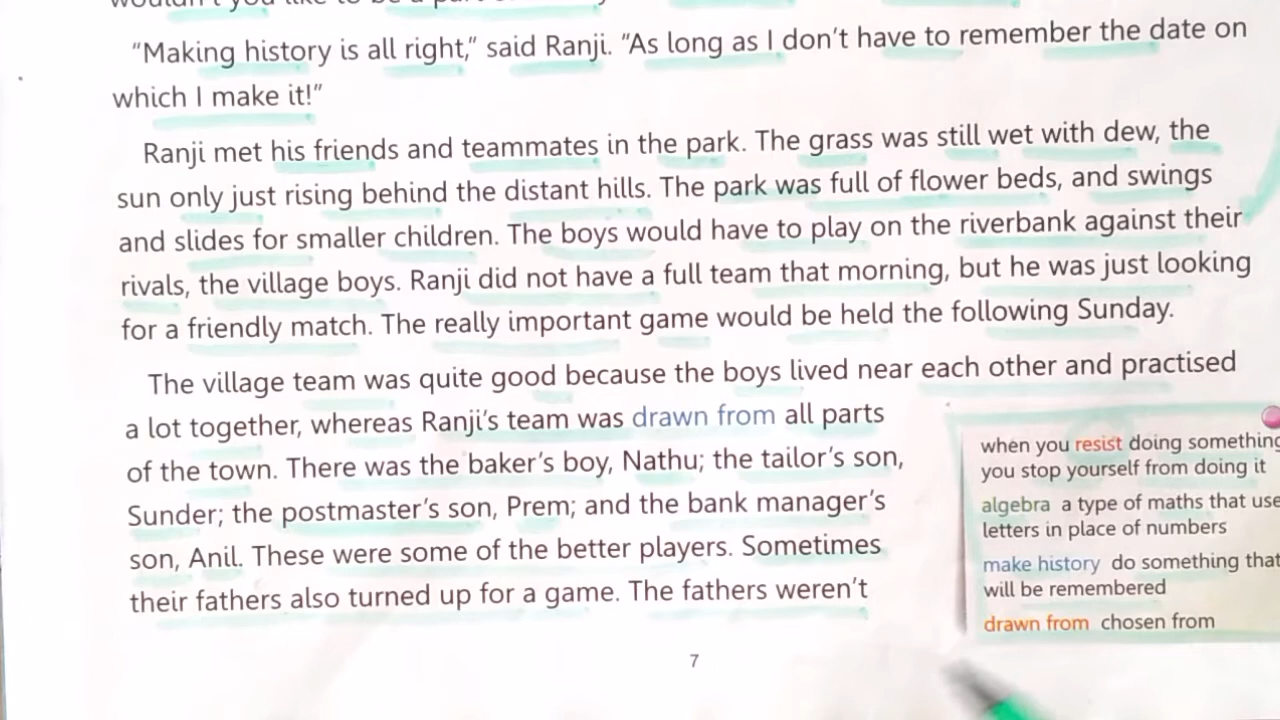 “Making history is all right,” said Ranji. “As long as I don’t have to remember the date on
which I make it!”
Ranji met his friends and teammates in the park. The grass was still wet with dew, the
sun only just rising behind the distant hills. The park was full of flower beds, and swings
and slides for smaller children. The boys would have to play on the riverbank against their
rivals, the village boys. Ranji did not have a full team that morning, but he was just looking
for a friendly match. The really important game would be held the following Sunday.
The village team was quite good because the boys lived near each other and practised
a lot together, whereas Ranji’s team was drawn from all parts
of the town. There was the baker’s boy, Nathu; the tailor’s son,
Sunder; the postmaster’s son, Prem; and the bank manager’s
son, Anil. These were some of the better players. Sometimes
their fathers also turned up for a game. The fathers weren’t
when you resist doing something
you stop yourself from doing it
algebra a type of maths that use
letters in place of numbers
make history do something that
will be remembered
drawn from chosen from
7